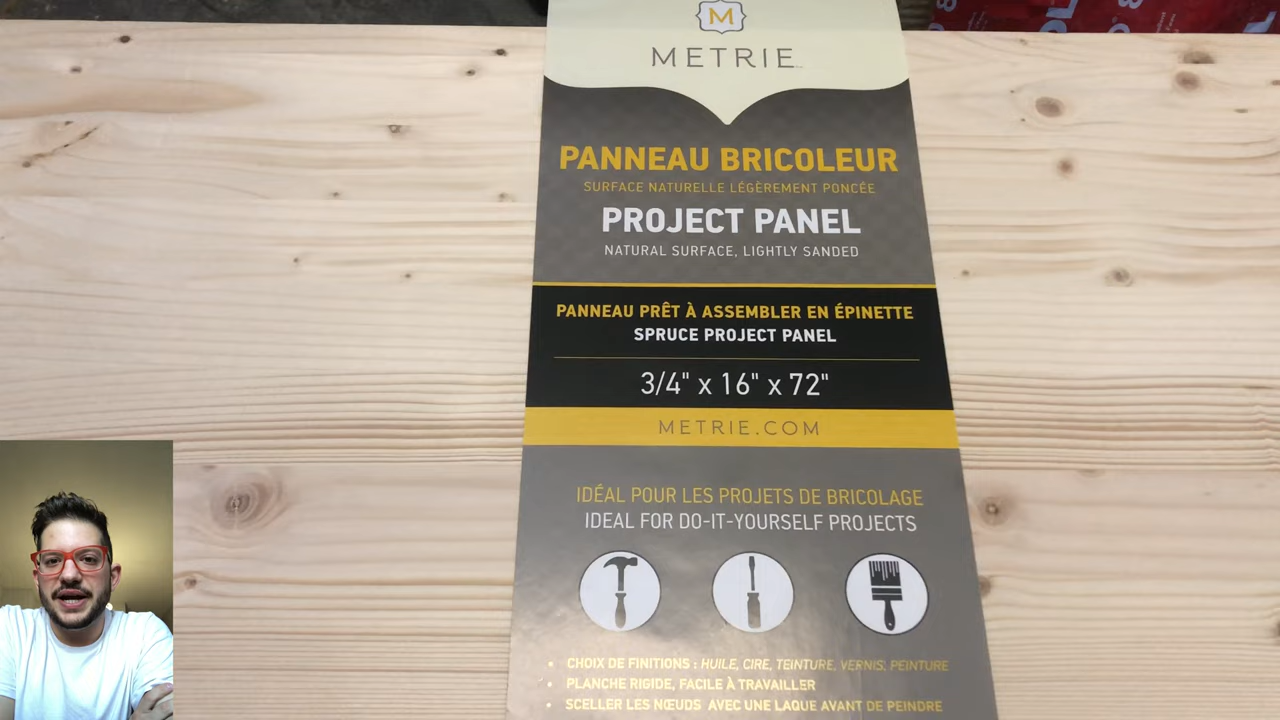 M
METRIE
PANNEAU BRICOLEUR
SURFACE NATURELLE LÉGÈREMENT PONCÉE
PROJECT PANEL
NATURAL SURFACE, LIGHTLY SANDED
PANNEAU PRÊT À ASSEMBLER EN ÉPINETTE
SPRUCE PROJECT PANEL
3/4" x 16" x 72"
METRIE.COM
IDÉAL POUR LES PROJETS DE BRICOLAGE
IDEAL FOR DO-IT-YOURSELF PROJECTS
• CHOIX DE FINITIONS : HUILE, CIRE, TEINTURE, VERNIS, PEINTURE
• PLANCHE RIGIDE, FACILE À TRAVAILLER
• SCELLER LES NŒUDS AVEC UNE LAQUE AVANT DE PEINDRE